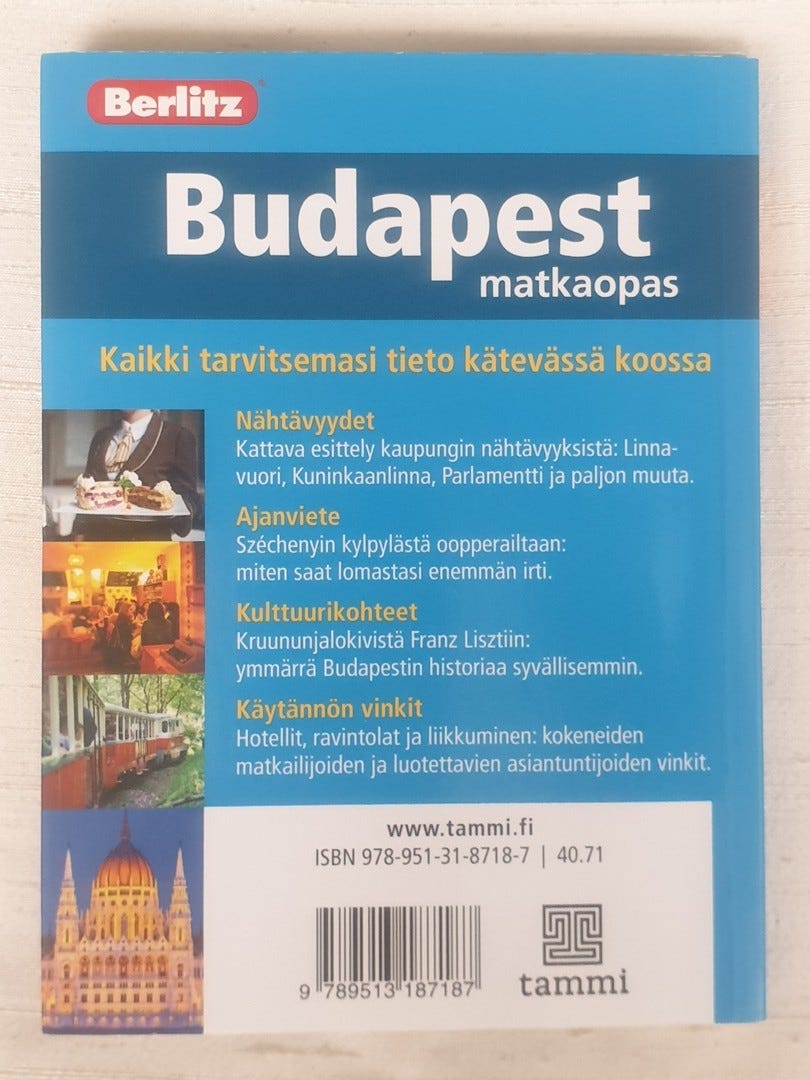 Berlitz
Budapest
matkaopas
Kaikki tarvitsemasi tieto kätevässä koossa
Nähtävyydet
Kattava esittely kaupungin nähtävyyksistä: Linna-
vuori, Kuninkaanlinna, Parlamentti ja paljon muuta.
Ajanviete
Széchenyin kylpylästä oopperailtaan:
miten saat lomastasi enemmän irti.
Kulttuurikohteet
Kruununjalokivistä Franz Lisztiin:
ymmärrä Budapestin historiaa syvällisemmin.
Käytännön vinkit
Hotellit, ravintolat ja liikkuminen: kokeneiden
matkailijoiden ja luotettavien asiantuntijoiden vinkit.
www.tammi.fi
ISBN 978-951-31-8718-7 | 40.71
9 789513 187187
tammi